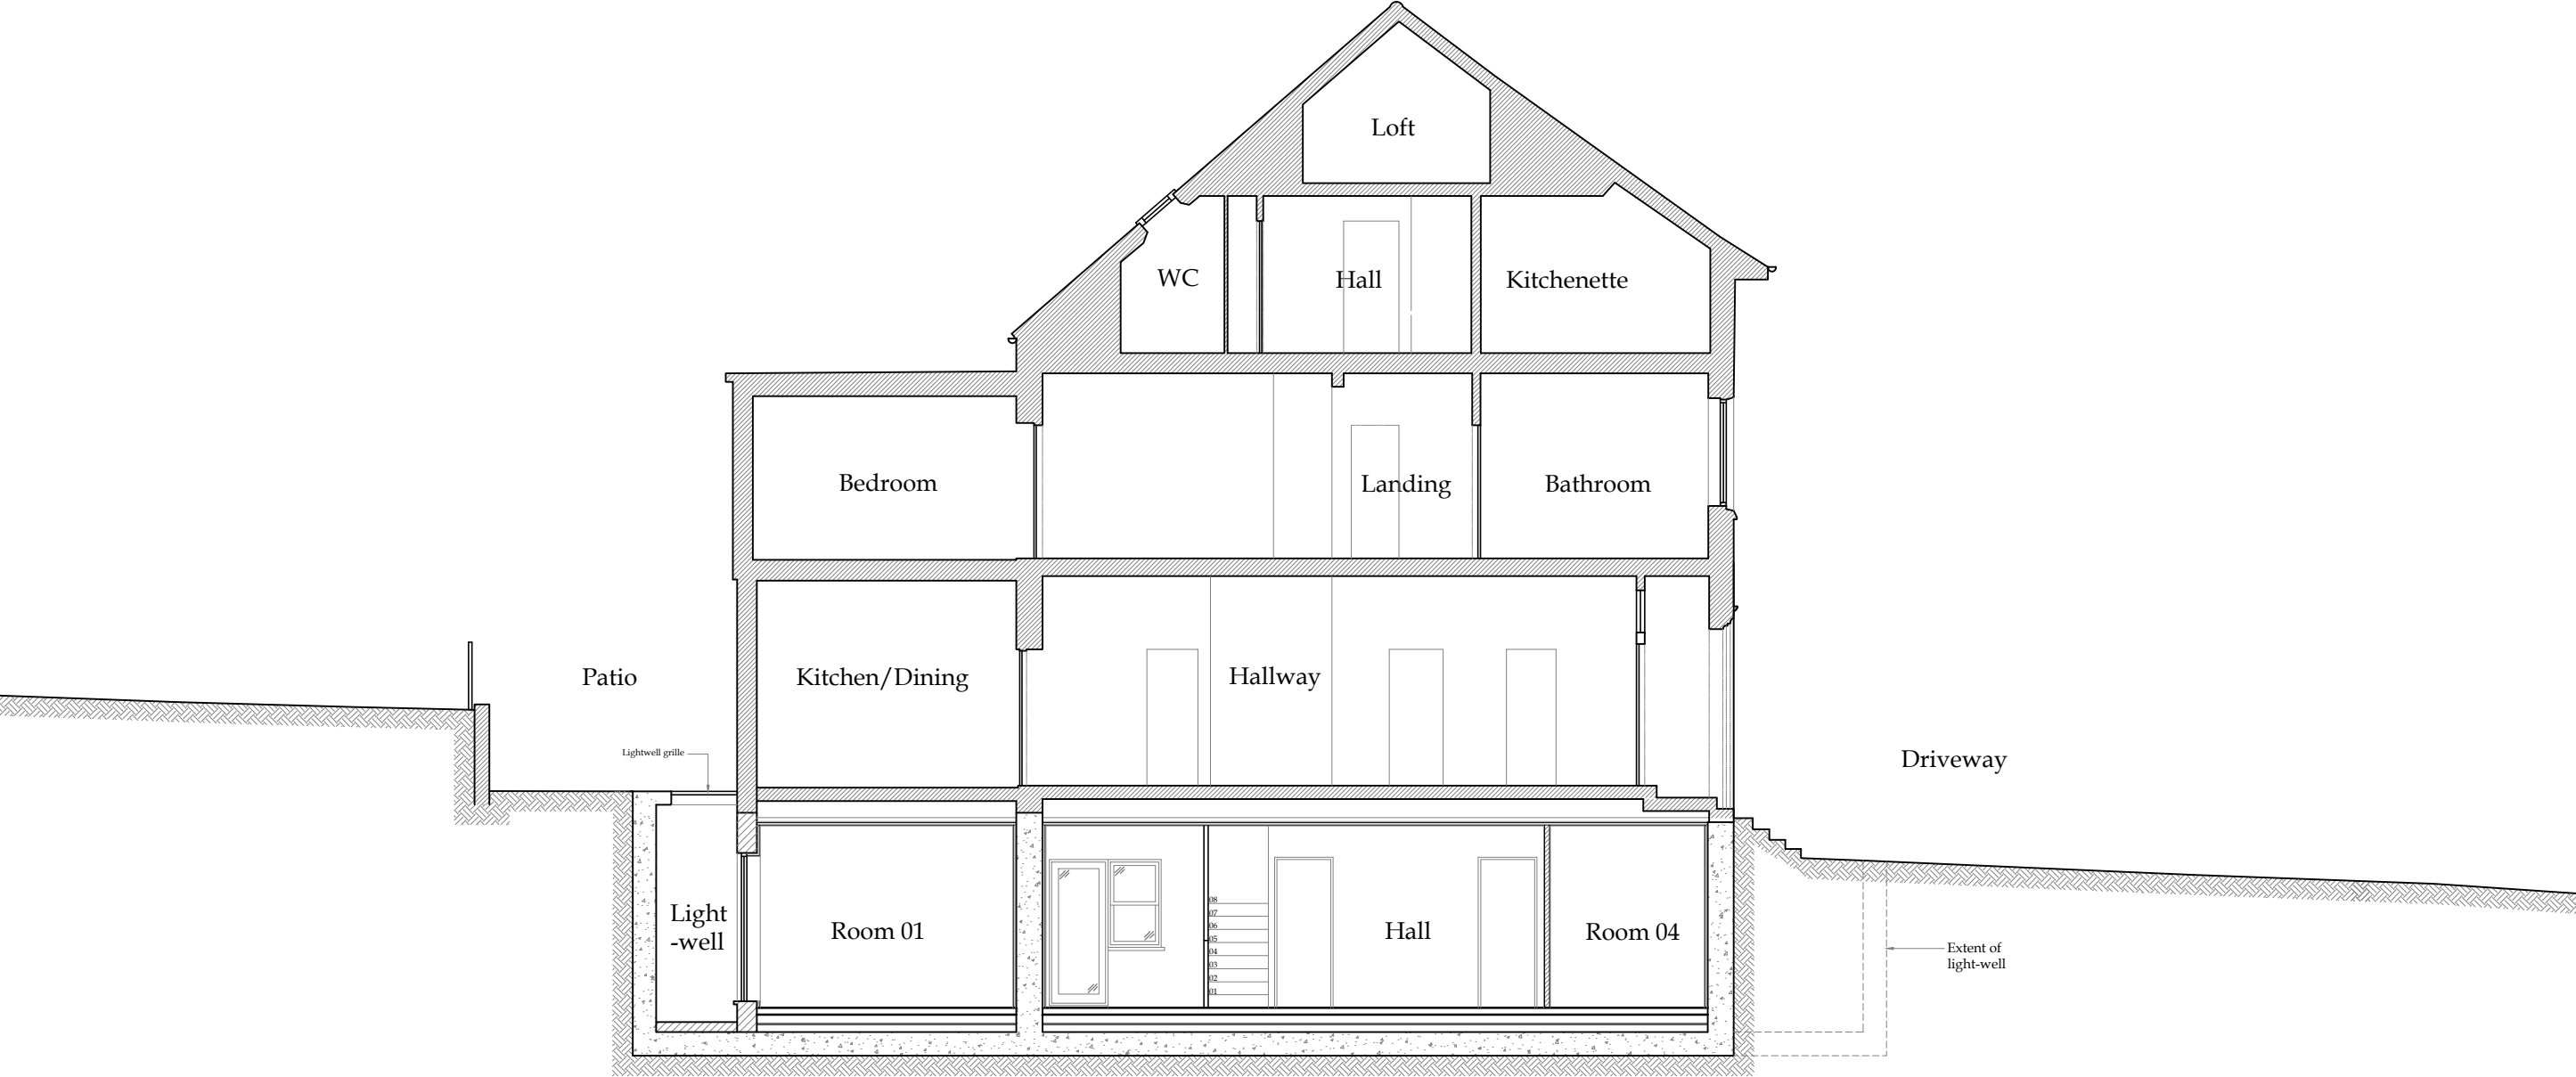 Loft
WC
Hall
Kitchenette
Bedroom
Landing
Bathroom
Patio
Kitchen/Dining
Hallway
Lightwell grille
Driveway
Light
-well
Room 01
08
07
06
05
04
03
02
01
Hall
Room 04
Extent of
light-well